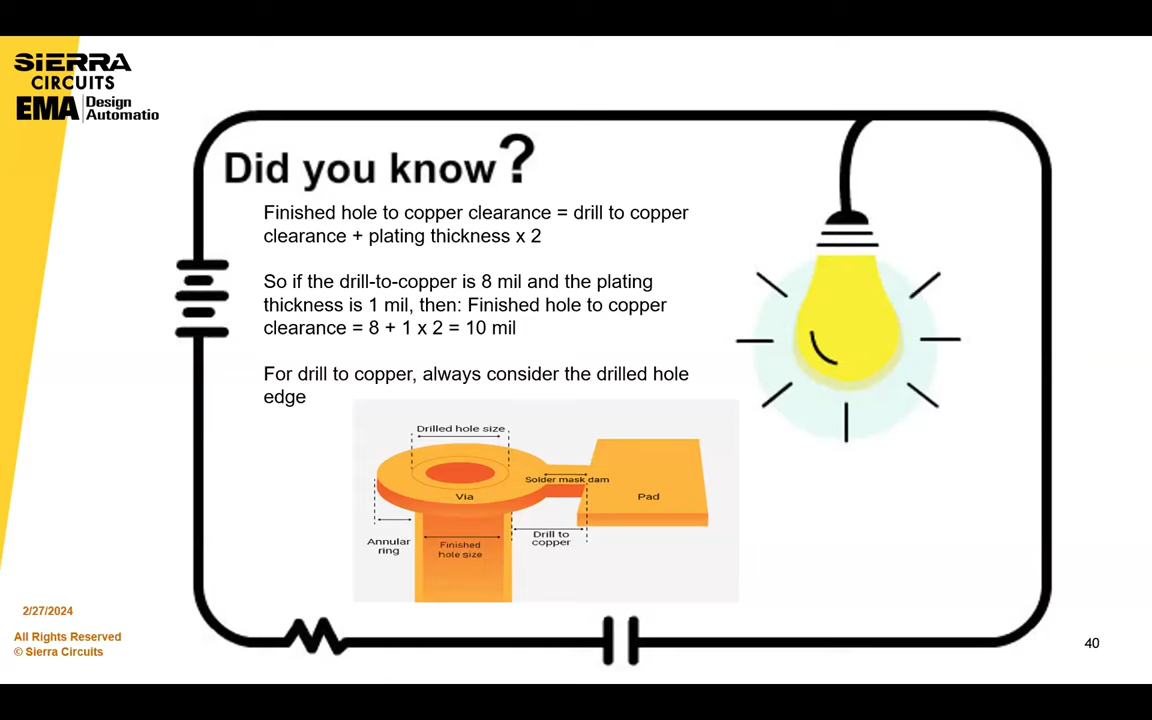 SIERRA
CIRCUITS
EMA Design
Automatio
Did you know?
Finished hole to copper clearance = drill to copper
clearance + plating thickness x 2
So if the drill-to-copper is 8 mil and the plating
thickness is 1 mil, then: Finished hole to copper
clearance = 8 + 1 x 2 = 10 mil
For drill to copper, always consider the drilled hole
edge
Drilled hole size
Solder mask dam
Via
Pad
Annular
ring
Finished
hole size
Drill to
copper
2/27/2024
All Rights Reserved
© Sierra Circuits
40